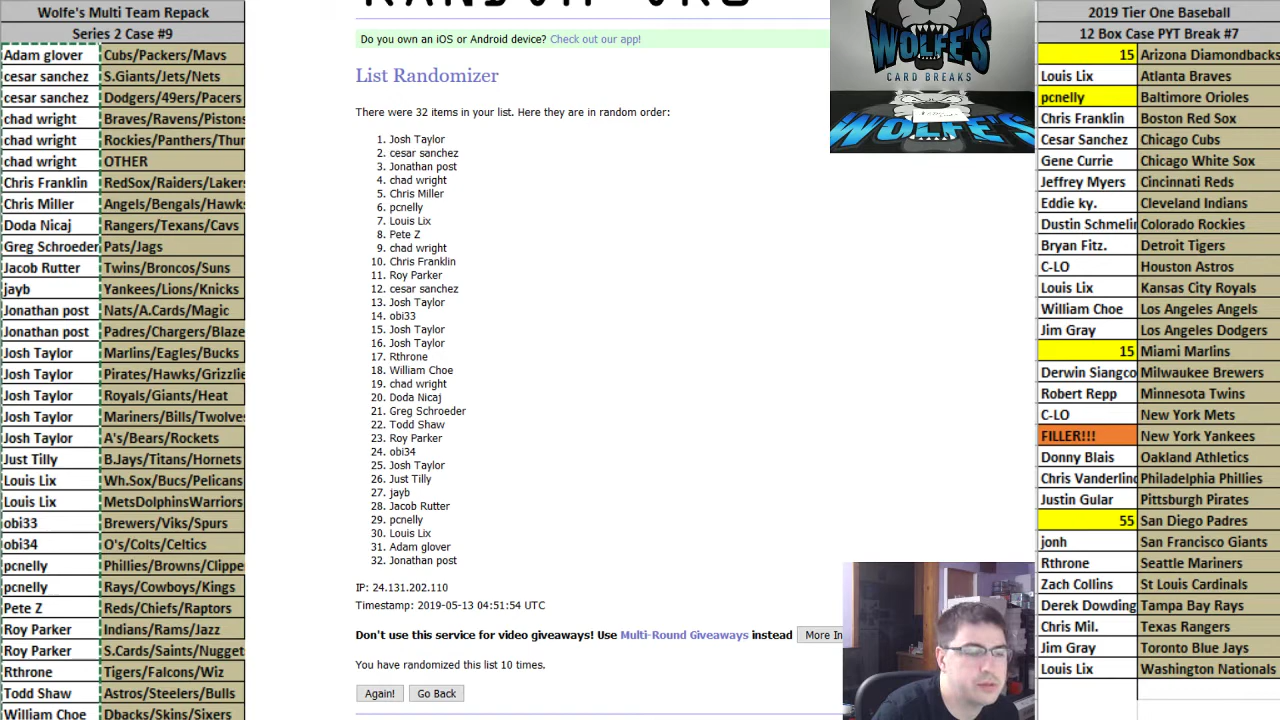 Wolfe's Multi Team Repack
Series 2 Case #9
Adam glover Cubs/Packers/Mavs
cesar sanchez S.Giants/Jets/Nets
cesar sanchez Dodgers/49ers/Pacers
chad wright Braves/Ravens/Pistons
chad wright Rockies/Panthers/Thur
chad wright OTHER
Chris Franklin RedSox/Raiders/Lakers
Chris Miller Angels/Bengals/Hawks
Doda Nicaj Rangers/Texans/Cavs
Greg Schroeder Pats/Jags
Jacob Rutter Twins/Broncos/Suns
jayb Yankees/Lions/Knicks
Jonathan post Nats/A.Cards/Magic
Jonathan post Padres/Chargers/Blaze
Josh Taylor Marlins/Eagles/Bucks
Josh Taylor Pirates/Hawks/Grizzlie
Josh Taylor Royals/Giants/Heat
Josh Taylor Mariners/Bills/Twolves
Josh Taylor A's/Bears/Rockets
Just Tilly B.Jays/Titans/Hornets
Louis Lix Wh.Sox/Bucs/Pelicans
Louis Lix MetsDolphinsWarriors
obi33 Brewers/Viks/Spurs
obi34 O's/Colts/Celtics
pcnelly Phillies/Browns/Clippe
pcnelly Rays/Cowboys/Kings
Pete Z Reds/Chiefs/Raptors
Roy Parker Indians/Rams/Jazz
Roy Parker S.Cards/Saints/Nugget
Rthrone Tigers/Falcons/Wiz
Todd Shaw Astros/Steelers/Bulls
William Choe Dbacks/Skins/Sixers
Do you own an iOS or Android device? Check out our app!
List Randomizer
There were 32 items in your list. Here they are in random order:
1. Josh Taylor
2. cesar sanchez
3. Jonathan post
4. chad wright
5. Chris Miller
6. pcnelly
7. Louis Lix
8. Pete Z
9. chad wright
10. Chris Franklin
11. Roy Parker
12. cesar sanchez
13. Josh Taylor
14. obi33
15. Josh Taylor
16. Josh Taylor
17. Rthrone
18. William Choe
19. chad wright
20. Doda Nicaj
21. Greg Schroeder
22. Todd Shaw
23. Roy Parker
24. obi34
25. Josh Taylor
26. Just Tilly
27. jayb
28. Jacob Rutter
29. pcnelly
30. Louis Lix
31. Adam glover
32. Jonathan post
IP: 24.131.202.110
Timestamp: 2019-05-13 04:51:54 UTC
Don't use this service for video giveaways! Use Multi-Round Giveaways instead More In
You have randomized this list 10 times.
Again! Go Back
WOLFE'S
CARD BREAKS
WOLFE'S
2019 Tier One Baseball
12 Box Case PYT Break #7
15 Arizona Diamondbacks
Louis Lix Atlanta Braves
pcnelly Baltimore Orioles
Chris Franklin Boston Red Sox
Cesar Sanchez Chicago Cubs
Gene Currie Chicago White Sox
Jeffrey Myers Cincinnati Reds
Eddie ky. Cleveland Indians
Dustin Schmelin Colorado Rockies
Bryan Fitz. Detroit Tigers
C-LO Houston Astros
Louis Lix Kansas City Royals
William Choe Los Angeles Angels
Jim Gray Los Angeles Dodgers
15 Miami Marlins
Derwin Siangco Milwaukee Brewers
Robert Repp Minnesota Twins
C-LO New York Mets
FILLER!!! New York Yankees
Donny Blais Oakland Athletics
Chris Vanderlind Philadelphia Phillies
Justin Gular Pittsburgh Pirates
55 San Diego Padres
jonh San Francisco Giants
Rthrone Seattle Mariners
Zach Collins St Louis Cardinals
Derek Dowding Tampa Bay Rays
Chris Mil. Texas Rangers
Jim Gray Toronto Blue Jays
Louis Lix Washington Nationals